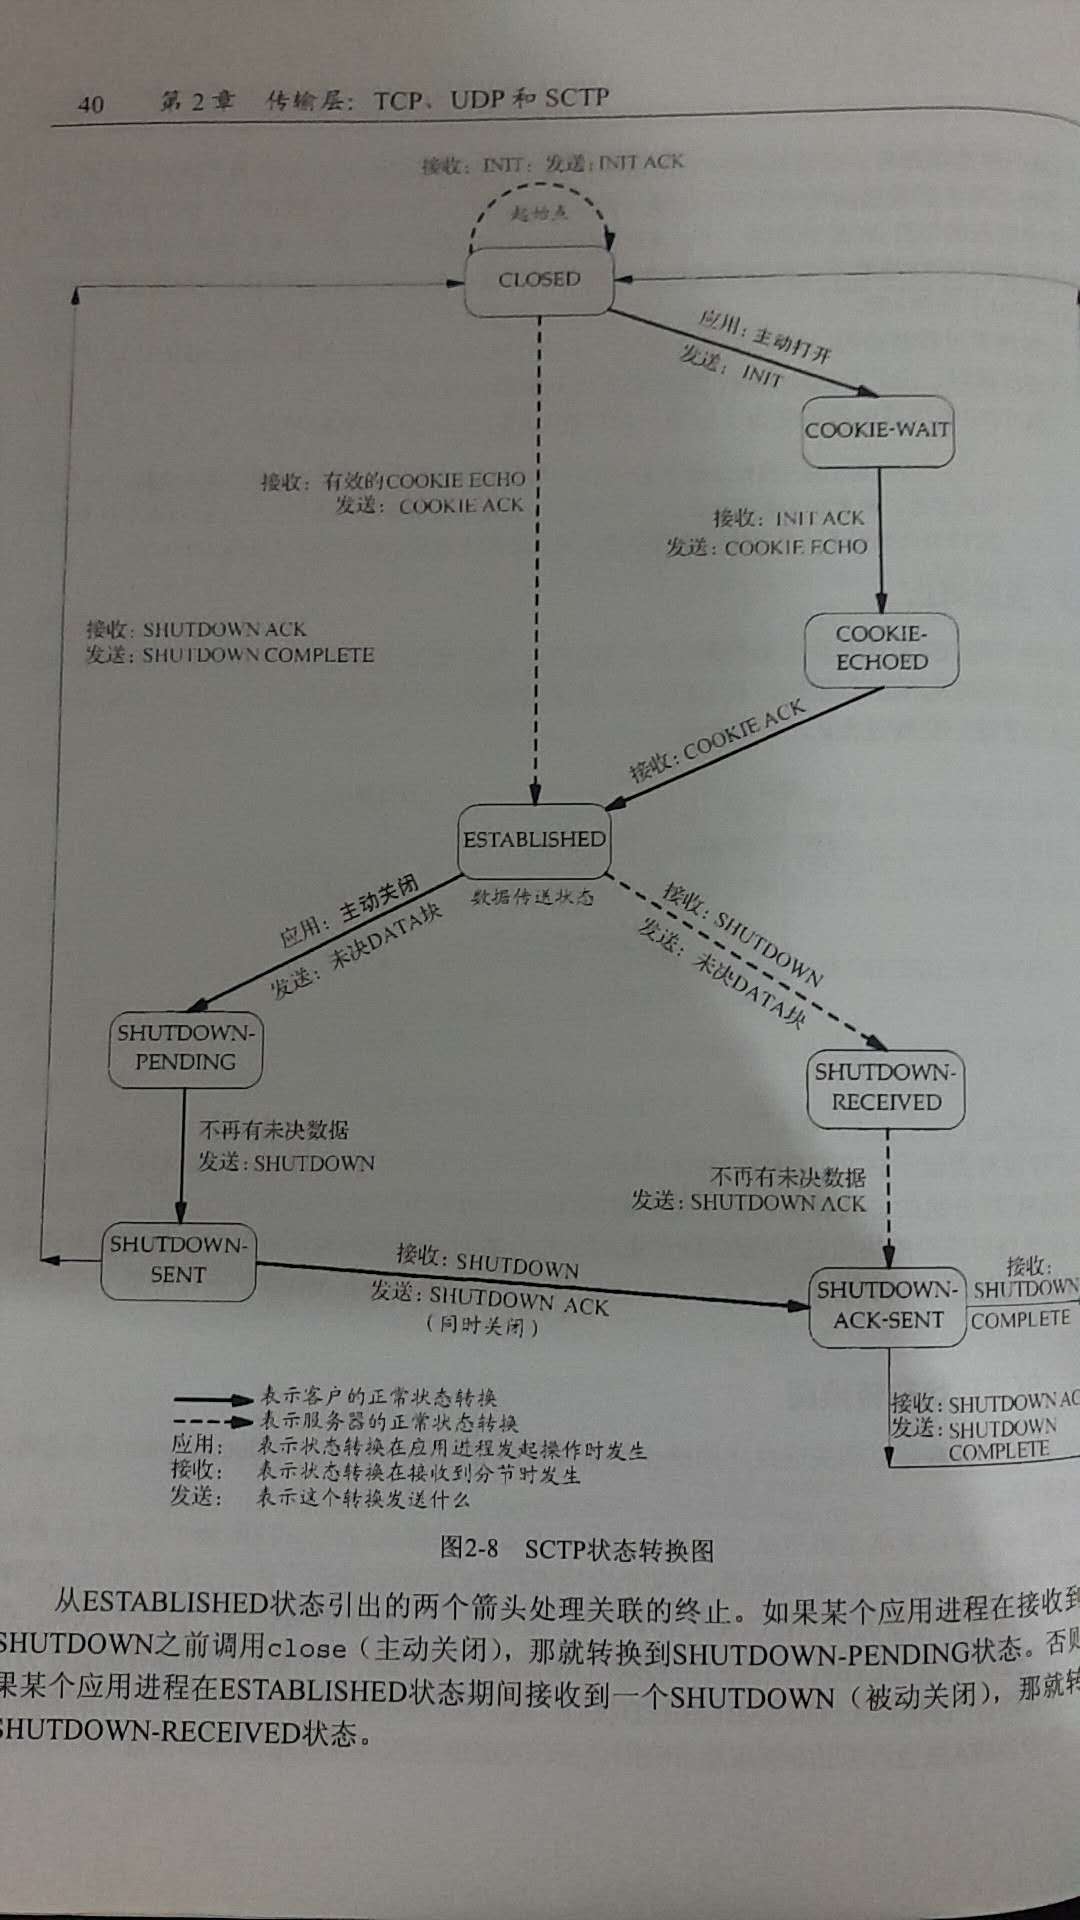 40 第2章 传输层：TCP、UDP和SCTP
接收：INIT；发送：INIT ACK
起始点
CLOSED
应用：主动打开
发送：INIT
COOKIE-WAIT
接收：有效的COOKIE ECHO
发送：COOKIE ACK
接收：INIT ACK
发送：COOKIE ECHO
接收：SHUTDOWN ACK
发送：SHUTDOWN COMPLETE
COOKIE-
ECHOED
接收：COOKIE ACK
ESTABLISHED
数据传送状态
应用：主动关闭
发送：未决DATA块
接收：SHUTDOWN
发送：未决DATA块
SHUTDOWN-
PENDING
SHUTDOWN-
RECEIVED
不再有未决数据
发送：SHUTDOWN
不再有未决数据
发送：SHUTDOWN ACK
SHUTDOWN-
SENT
接收：SHUTDOWN
发送：SHUTDOWN ACK
（同时关闭）
SHUTDOWN-
ACK-SENT
接收：
SHUTDOWN
COMPLETE
接收：SHUTDOWN AC
发送：SHUTDOWN
COMPLETE
表示客户的正常状态转换
表示服务器的正常状态转换
应用： 表示状态转换在应用进程发起操作时发生
接收： 表示状态转换在接收到分节时发生
发送： 表示这个转换发送什么
图2-8 SCTP状态转换图
从ESTABLISHED状态引出的两个箭头处理关联的终止。如果某个应用进程在接收到
SHUTDOWN之前调用close（主动关闭），那就转换到SHUTDOWN-PENDING状态。否则
果某个应用进程在ESTABLISHED状态期间接收到一个SHUTDOWN（被动关闭），那就转
SHUTDOWN-RECEIVED状态。